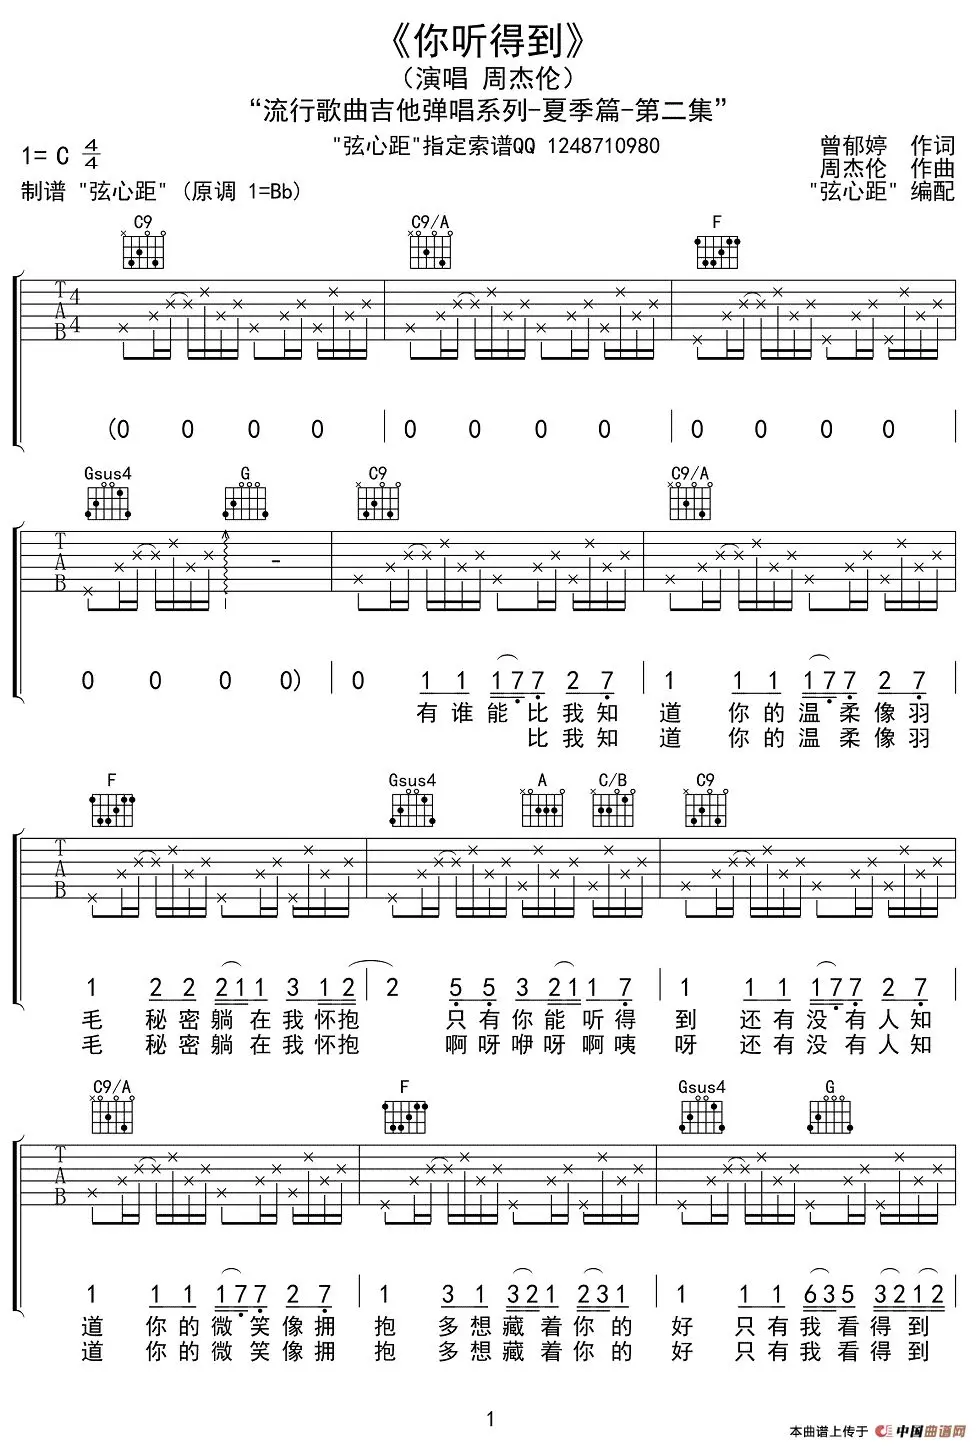 《你听得到》
（演唱 周杰伦）
“流行歌曲吉他弹唱系列-夏季篇-第二集”
"弦心距"指定索谱QQ 1248710980
1= C 4/4
曾郁婷 作词
周杰伦 作曲
制谱 "弦心距" (原调 1=Bb)
"弦心距" 编配
C9 C9/A F
T A B 4 4
(0 0 0 0 | 0 0 0 0 | 0 0 0 0 |
Gsus4 G C9 C9/A
T A B
0 0 0 0) | 0 1 1 1 7 7 2 7 | 1 1 1 1 7 7 2 7
有 谁 能 比 我 知 道 你 的 温 柔 像 羽
比 我 知 道 你 的 温 柔 像 羽
F Gsus4 A C/B C9
T A B
1 2 2 2 1 1 3 1 2 | 2 5 5 3 2 1 1 7 | 1 1 1 1 7 7 2 7
毛 秘 密 躺 在 我 怀 抱 只 有 你 能 听 得 到 还 有 没 有 人 知
毛 秘 密 躺 在 我 怀 抱 啊 呀 咿 呀 啊 咦 呀 还 有 没 有 人 知
C9/A F Gsus4 G
T A B
1 1 1 1 7 7 2 7 | 1 3 1 3 2 1 2 3 1 | 1 1 1 6 3 5 3 2 1 2
道 你 的 微 笑 像 拥 抱 多 想 藏 着 你 的 好 只 有 我 看 得 到
道 你 的 微 笑 像 拥 抱 多 想 藏 着 你 的 好 只 有 我 看 得 到
1
本曲谱上传于 中国曲谱网